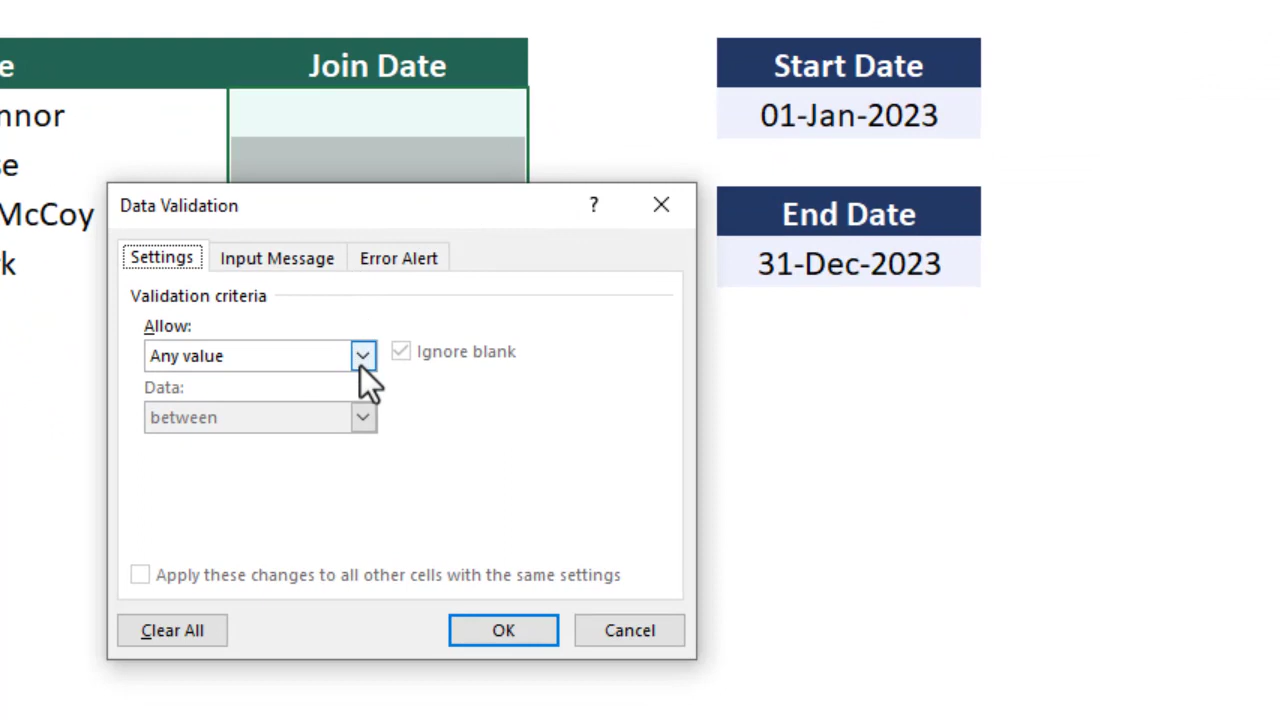 e
Join Date
Start Date
nnor
01-Jan-2023
se
McCoy
rk
End Date
31-Dec-2023
Data Validation
?
Settings
Input Message
Error Alert
Validation criteria
Allow:
Any value
Ignore blank
Data:
between
Apply these changes to all other cells with the same settings
Clear All
OK
Cancel